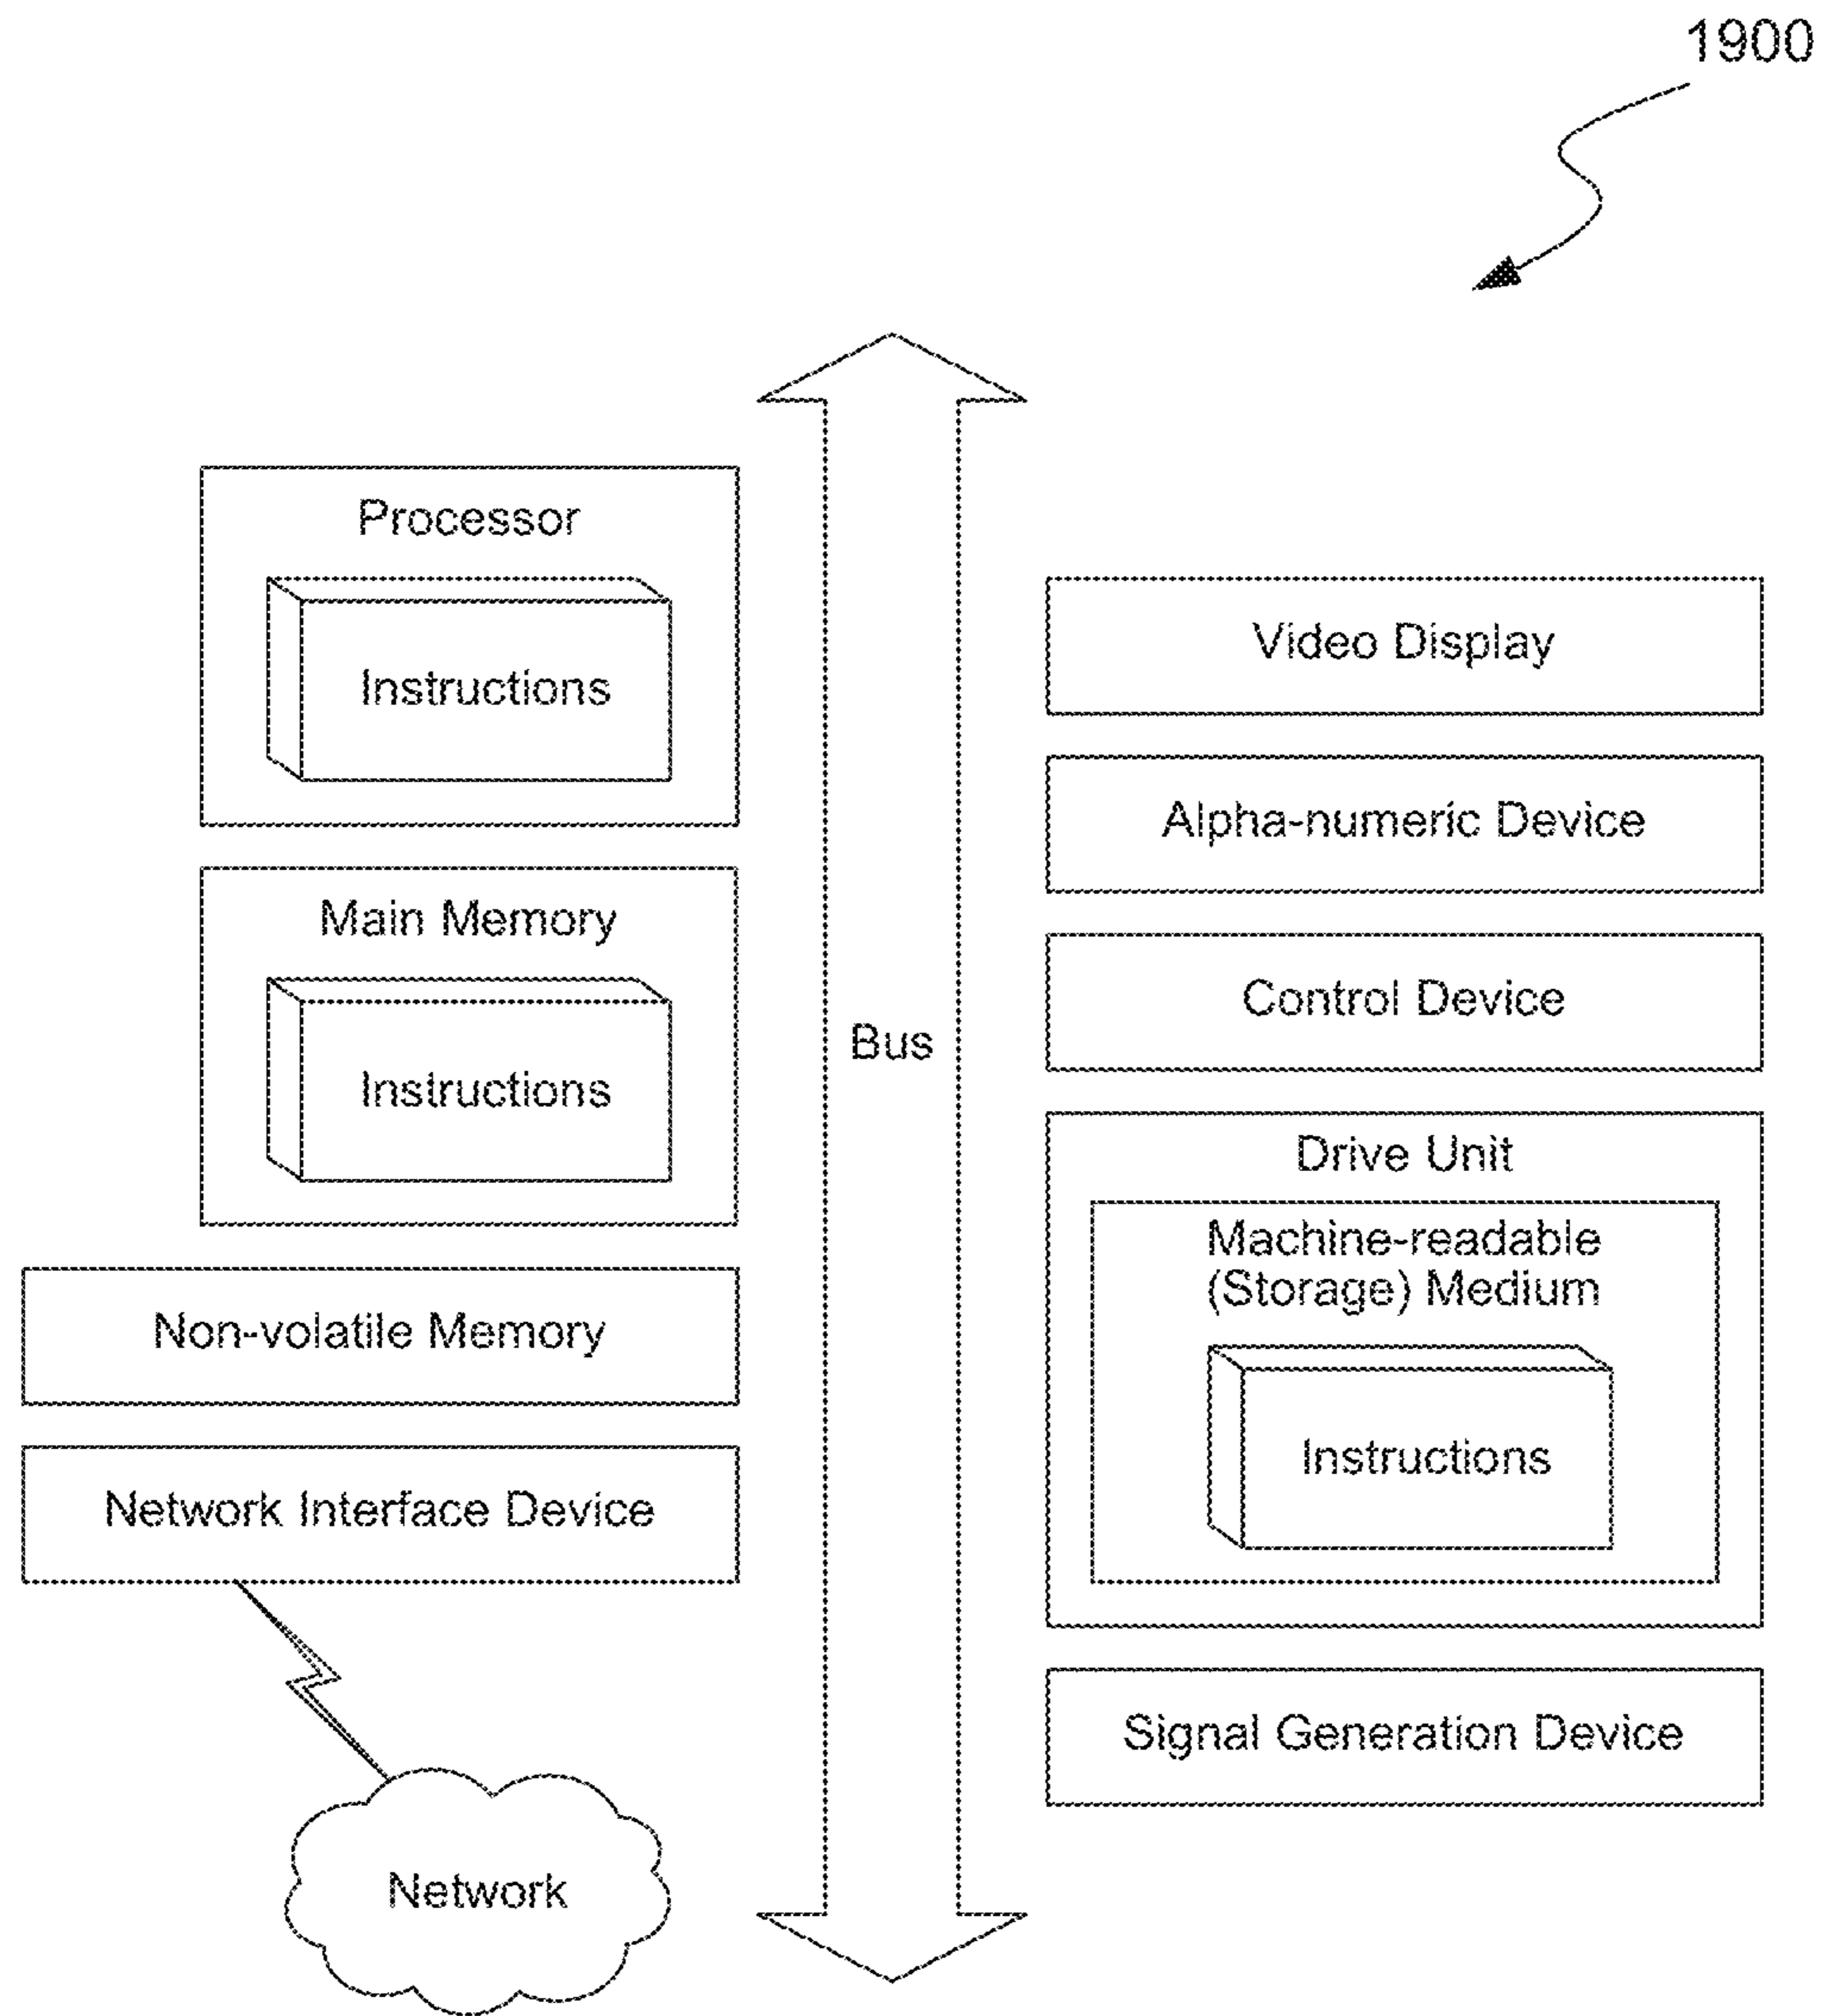 1900
Processor
Instructions
Main Memory
Instructions
Non-volatile Memory
Network Interface Device
Network
Bus
Video Display
Alpha-numeric Device
Control Device
Drive Unit
Machine-readable
(Storage) Medium
Instructions
Signal Generation Device